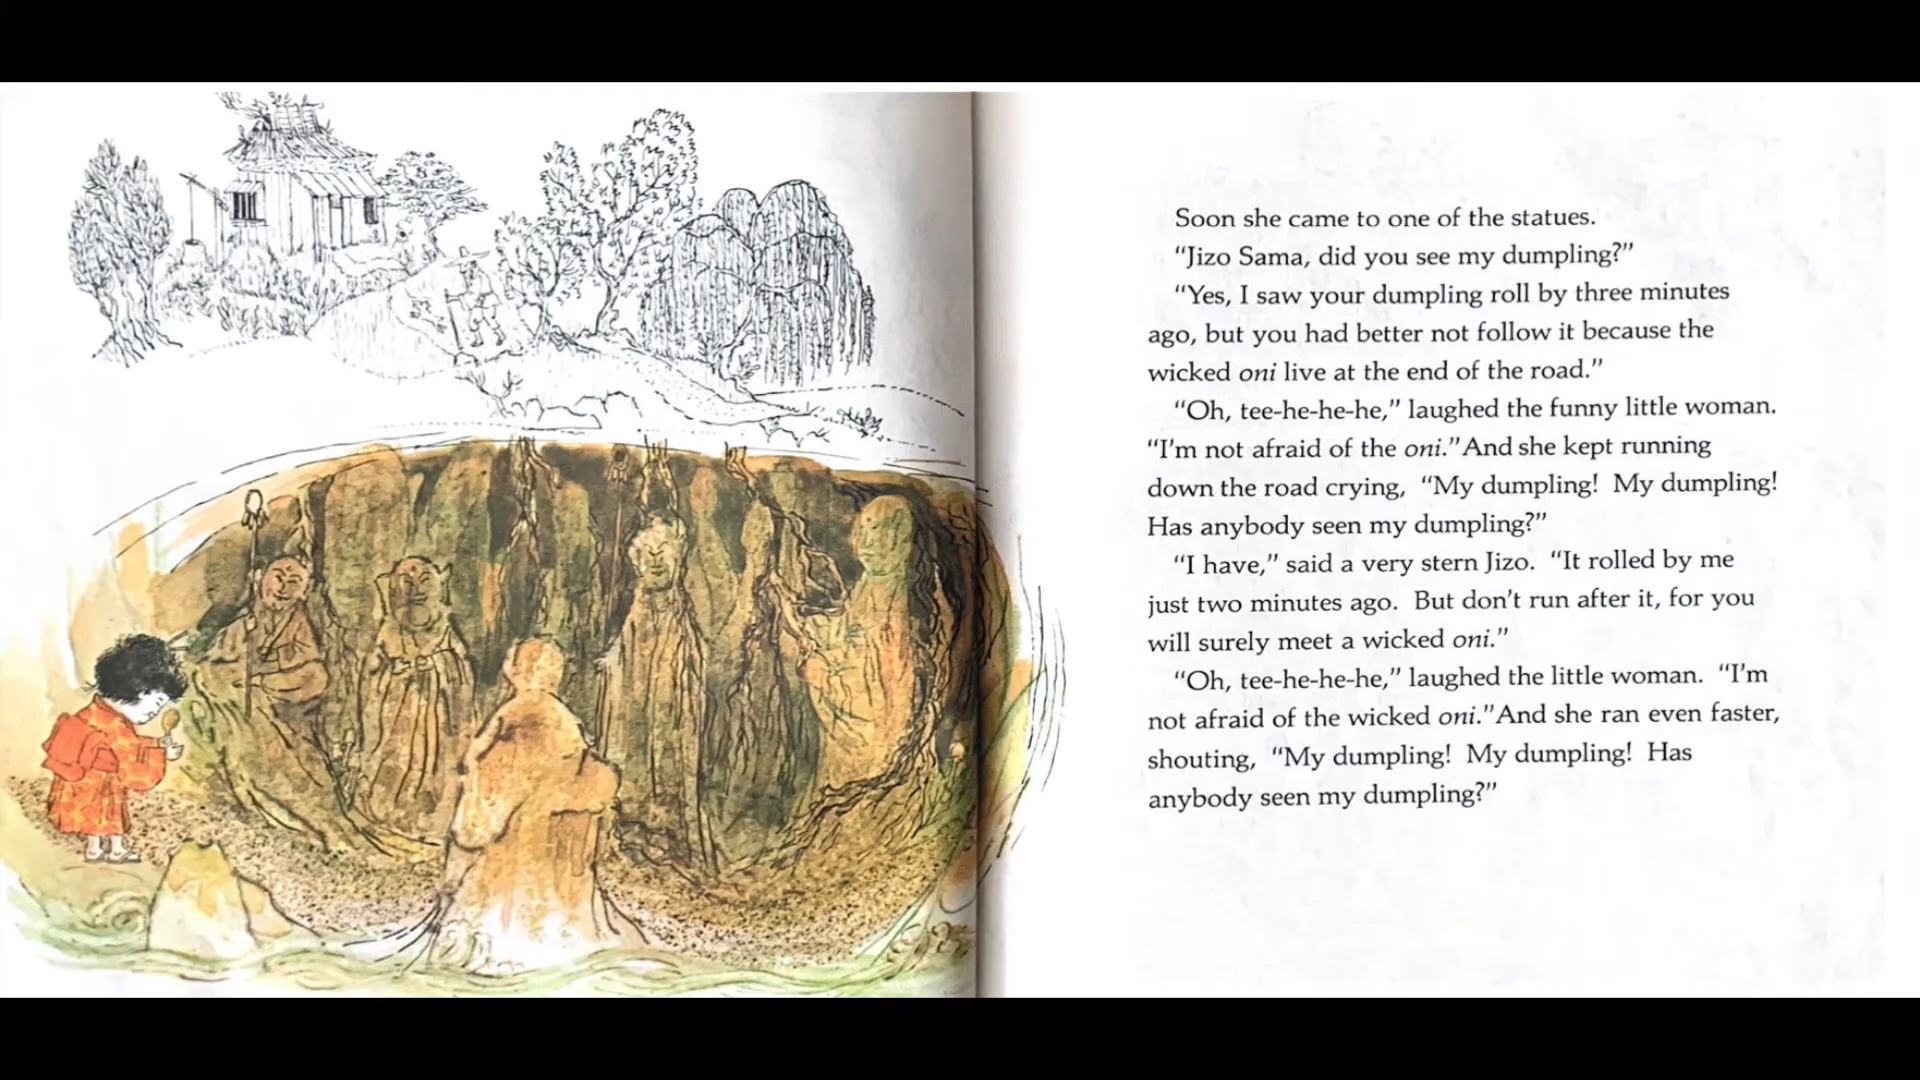 Soon she came to one of the statues.
“Jizo Sama, did you see my dumpling?”
“Yes, I saw your dumpling roll by three minutes
ago, but you had better not follow it because the
wicked oni live at the end of the road.”
“Oh, tee-he-he-he,” laughed the funny little woman.
“I’m not afraid of the oni.” And she kept running
down the road crying, “My dumpling! My dumpling!
Has anybody seen my dumpling?”
“I have,” said a very stern Jizo. “It rolled by me
just two minutes ago. But don’t run after it, for you
will surely meet a wicked oni.”
“Oh, tee-he-he-he,” laughed the little woman. “I’m
not afraid of the wicked oni.” And she ran even faster,
shouting, “My dumpling! My dumpling! Has
anybody seen my dumpling?”